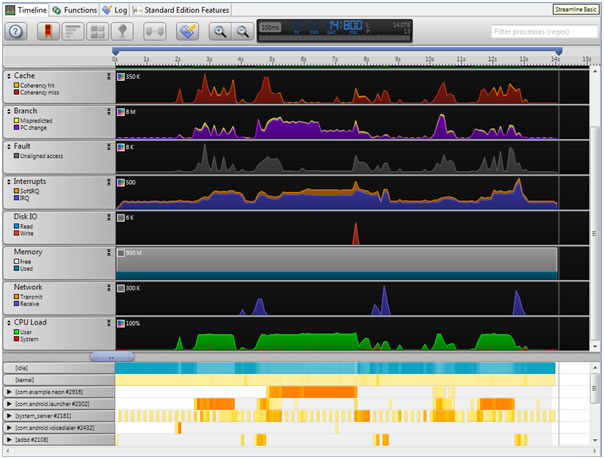 Timeline Functions Log Standard Edition Features Streamline Basic
100ms 14:800 L: 14.078
hr min sec ms P: 13
Filter processes (regex)
0s 1s 2s 3s 4s 5s 6s 7s 8s 9s 10s 11s 12s 13s 14s 15s
Cache 350 K
Coherency hit
Coherency miss
Branch 8 M
Mispredicted
PC change
Fault 8 K
Unaligned access
Interrupts 500
SoftIRQ
IRQ
Disk IO 6 K
Read
Write
Memory 900 M
Free
Used
Network 300 K
Transmit
Receive
CPU Load 100%
User
System
[idle]
[kernel]
[com.example.neon #2916]
[com.android.launcher #2302]
[system_server #2181]
[com.android.voicedialer #2432]
[adbd #2108]